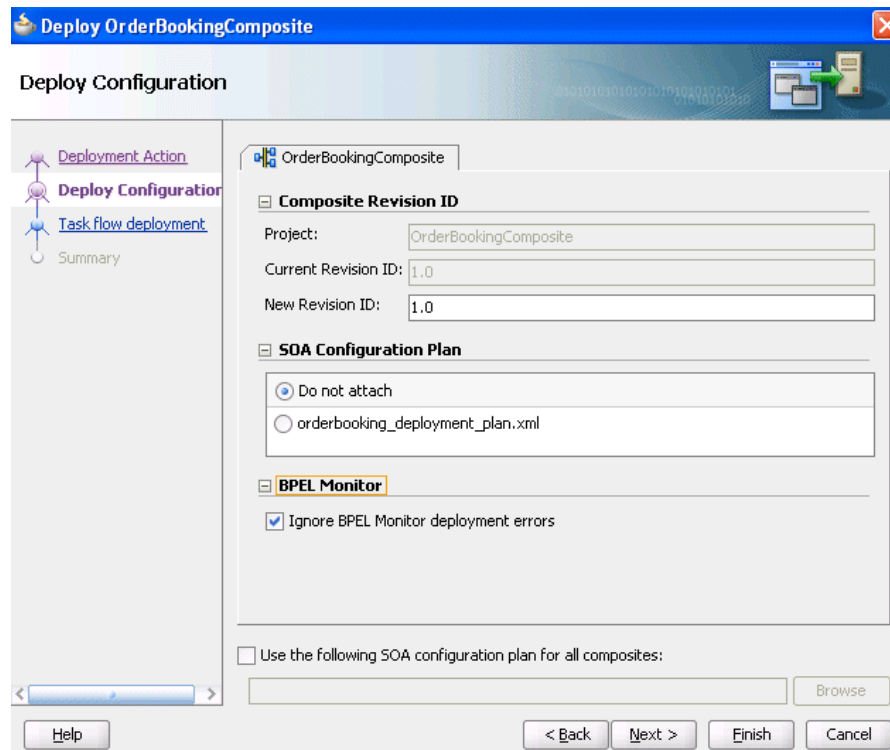 Deploy OrderBookingComposite
Deploy Configuration
Deployment Action
Deploy Configuration
Task flow deployment
Summary
OrderBookingComposite
Composite Revision ID
Project: OrderBookingComposite
Current Revision ID: 1.0
New Revision ID: 1.0
SOA Configuration Plan
Do not attach
orderbooking_deployment_plan.xml
BPEL Monitor
Ignore BPEL Monitor deployment errors
Use the following SOA configuration plan for all composites:
Browse
Help < Back Next > Finish Cancel